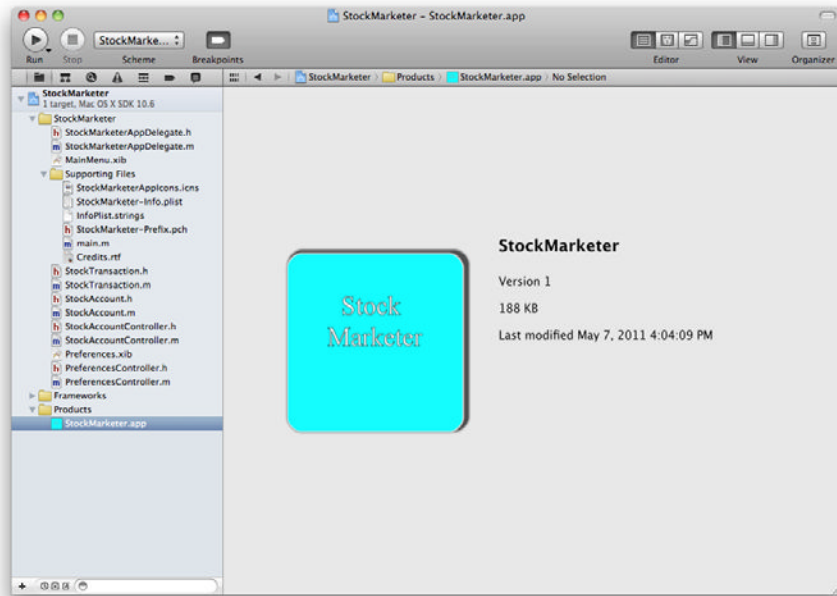 StockMarketer – StockMarketer.app
StockMarke...
Run Stop Scheme Breakpoints Editor View Organizer
StockMarketer Products StockMarketer.app No Selection
StockMarketer
1 target, Mac OS X SDK 10.6
StockMarketer
h StockMarketerAppDelegate.h
m StockMarketerAppDelegate.m
MainMenu.xib
Supporting Files
StockMarketerAppIcons.icns
StockMarketer-Info.plist
InfoPlist.strings
h StockMarketer-Prefix.pch
m main.m
Credits.rtf
h StockTransaction.h
m StockTransaction.m
h StockAccount.h
m StockAccount.m
h StockAccountController.h
m StockAccountController.m
Preferences.xib
h PreferencesController.h
m PreferencesController.m
Frameworks
Products
StockMarketer.app
Stock
Marketer
StockMarketer
Version 1
188 KB
Last modified May 7, 2011 4:04:09 PM